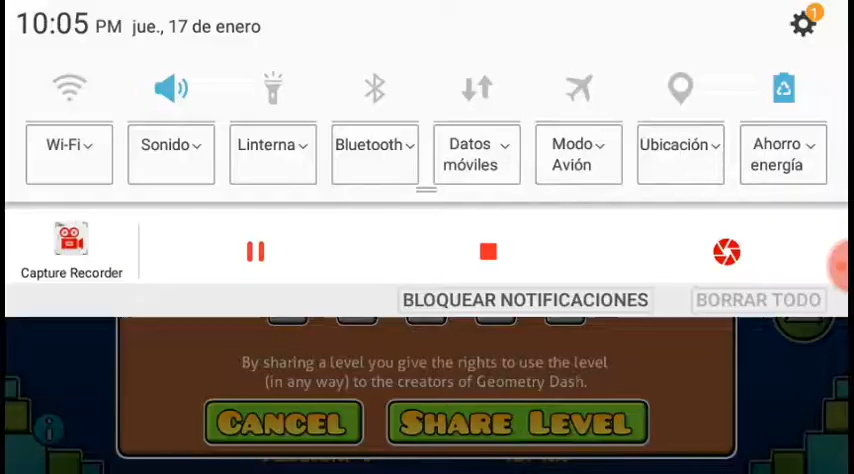 10:05 PM jue., 17 de enero
1
Wi-Fi
Sonido
Linterna
Bluetooth
Datos
móviles
Modo
Avión
Ubicación
Ahorro
energía
Capture Recorder
BLOQUEAR NOTIFICACIONES
BORRAR TODO
By sharing a level you give the rights to use the level
(in any way) to the creators of Geometry Dash.
CANCEL
SHARE LEVEL